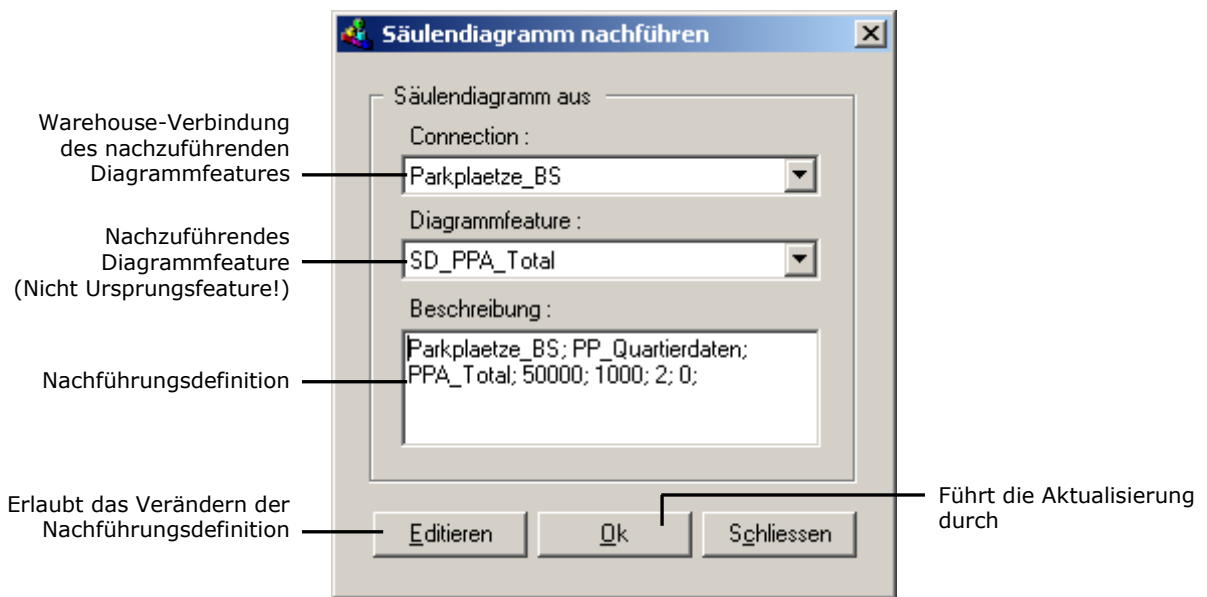 Säulendiagramm nachführen
Säulendiagramm aus
Warehouse-Verbindung
des nachzuführenden
Diagrammfeatures
Connection :
Parkplaetze_BS
Nachzuführendes
Diagrammfeature
(Nicht Ursprungsfeature!)
Diagrammfeature :
SD_PPA_Total
Beschreibung :
Nachführungsdefinition
Parkplaetze_BS; PP_Quartierdaten;
PPA_Total; 50000; 1000; 2; 0;
Erlaubt das Verändern der
Nachführungsdefinition
Editieren
Ok
Schliessen
Führt die Aktualisierung
durch